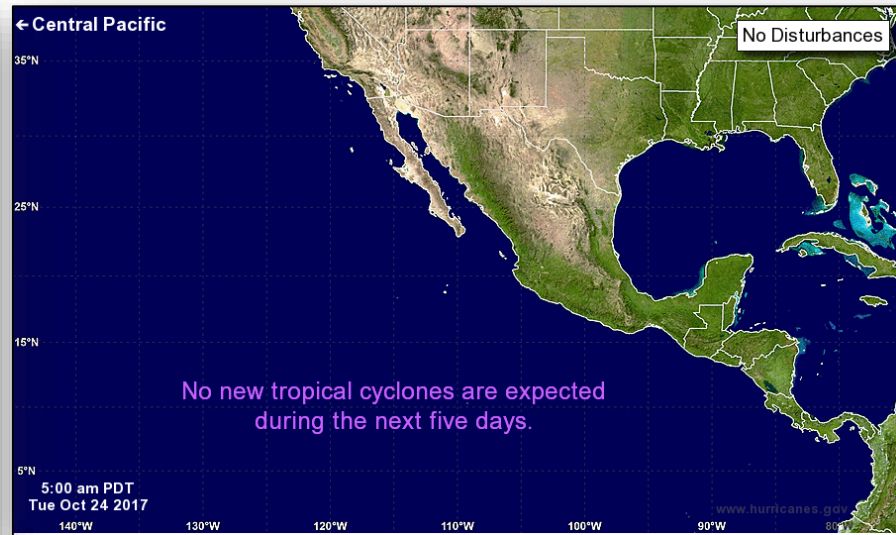 ←Central Pacific
No Disturbances
35°N
25°N
15°N
No new tropical cyclones are expected
during the next five days.
5°N
5:00 am PDT
Tue Oct 24 2017
www.hurricanes.gov
140°W 130°W 120°W 110°W 100°W 90°W 80°W